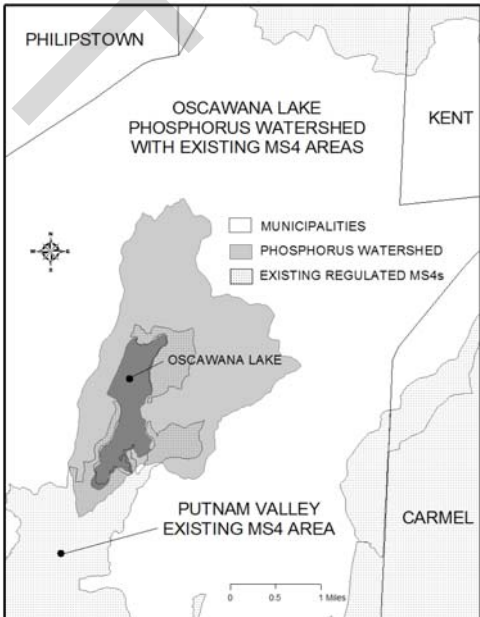 PHILIPSTOWN
OSCAWANA LAKE
PHOSPHORUS WATERSHED
WITH EXISTING MS4 AREAS
KENT
N
W
E
S
MUNICIPALITIES
PHOSPHORUS WATERSHED
EXISTING REGULATED MS4s
OSCAWANA LAKE
PUTNAM VALLEY
EXISTING MS4 AREA
CARMEL
0 0.5 1 Miles